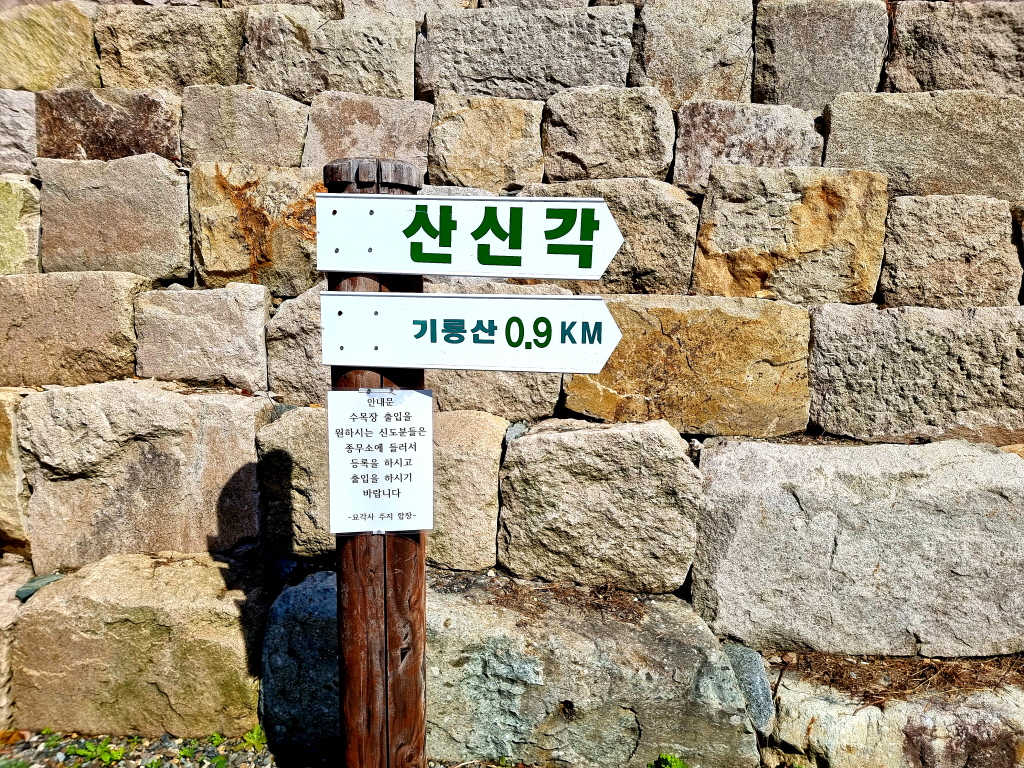 산신각
기룡산 0.9 KM
안내문
수목장 출입을
원하시는 신도분들은
종무소에 들러서
등록을 하시고
출입을 하시기
바랍니다
-묘각사 주지 합장-